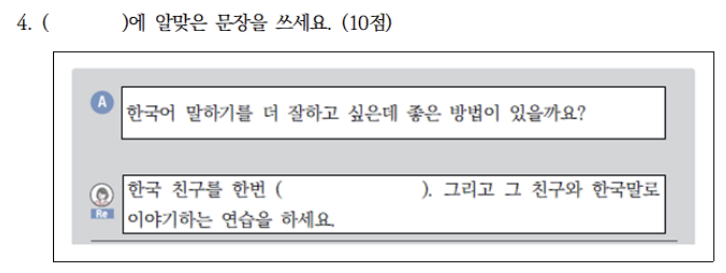 4. (          )에 알맞은 문장을 쓰세요. (10점)
A
한국어 말하기를 더 잘하고 싶은데 좋은 방법이 있을까요?
한국 친구를 한번 (                    ). 그리고 그 친구와 한국말로
Re
이야기하는 연습을 하세요.